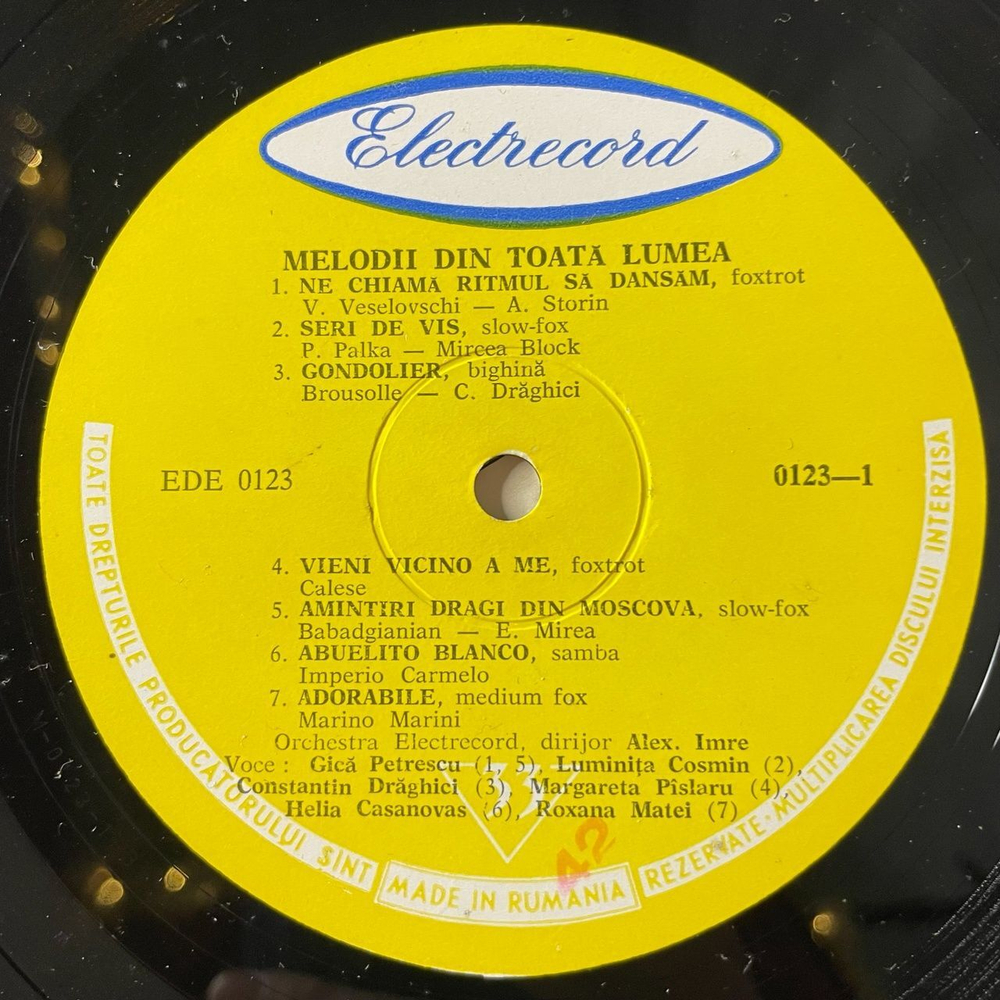 Electrecord
MELODII DIN TOATĂ LUMEA
1. NE CHIAMĂ RITMUL SĂ DANSĂM, foxtrot
V. Veselovschi — A. Storin
2. SERI DE VIS, slow-fox
P. Palka — Mircea Block
3. GONDOLIER, bighină
Brousolle — C. Drăghici
EDE 0123
0123—1
4. VIENI VICINO A ME, foxtrot
Calese
5. AMINTIRI DRAGI DIN MOSCOVA, slow-fox
Babadgianian — E. Mirea
6. ABUELITO BLANCO, samba
Imperio Carmelo
7. ADORABILE, medium fox
Marino Marini
Orchestra Electrecord, dirijor Alex. Imre
Voce : Gică Petrescu (1, 5), Luminița Cosmin (2),
Constantin Drăghici (3), Margareta Pîslaru (4),
Helia Casanovas (6), Roxana Matei (7)
33
42
TOATE DREPTURILE PRODUCĂTORULUI SÎNT REZERVATE·MULTIPLICAREA DISCULUI INTERZISĂ
MADE IN RUMANIA